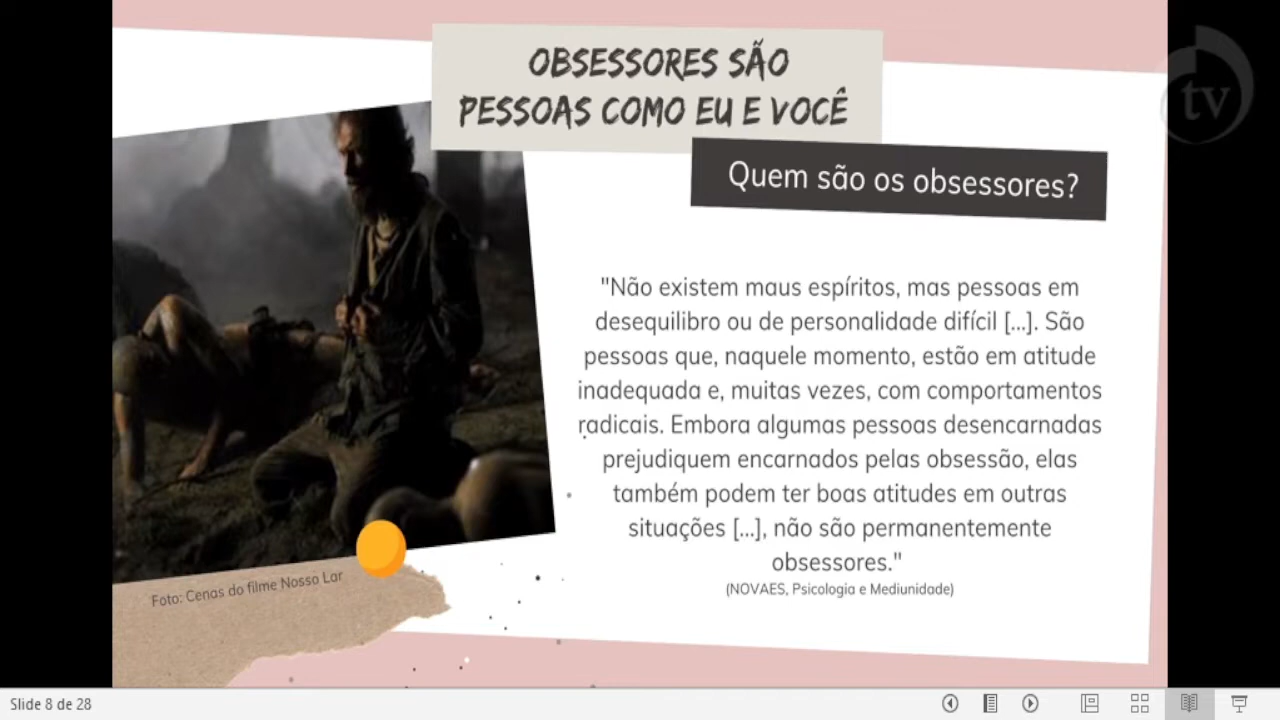 OBSESSORES SÃO
PESSOAS COMO EU E VOCÊ
tv
Quem são os obsessores?
"Não existem maus espíritos, mas pessoas em
desequilibro ou de personalidade difícil [...]. São
pessoas que, naquele momento, estão em atitude
inadequada e, muitas vezes, com comportamentos
radicais. Embora algumas pessoas desencarnadas
prejudiquem encarnados pelas obsessão, elas
também podem ter boas atitudes em outras
situações [...], não são permanentemente
obsessores."
(NOVAES, Psicologia e Mediunidade)
Foto: Cenas do filme Nosso Lar
Slide 8 de 28